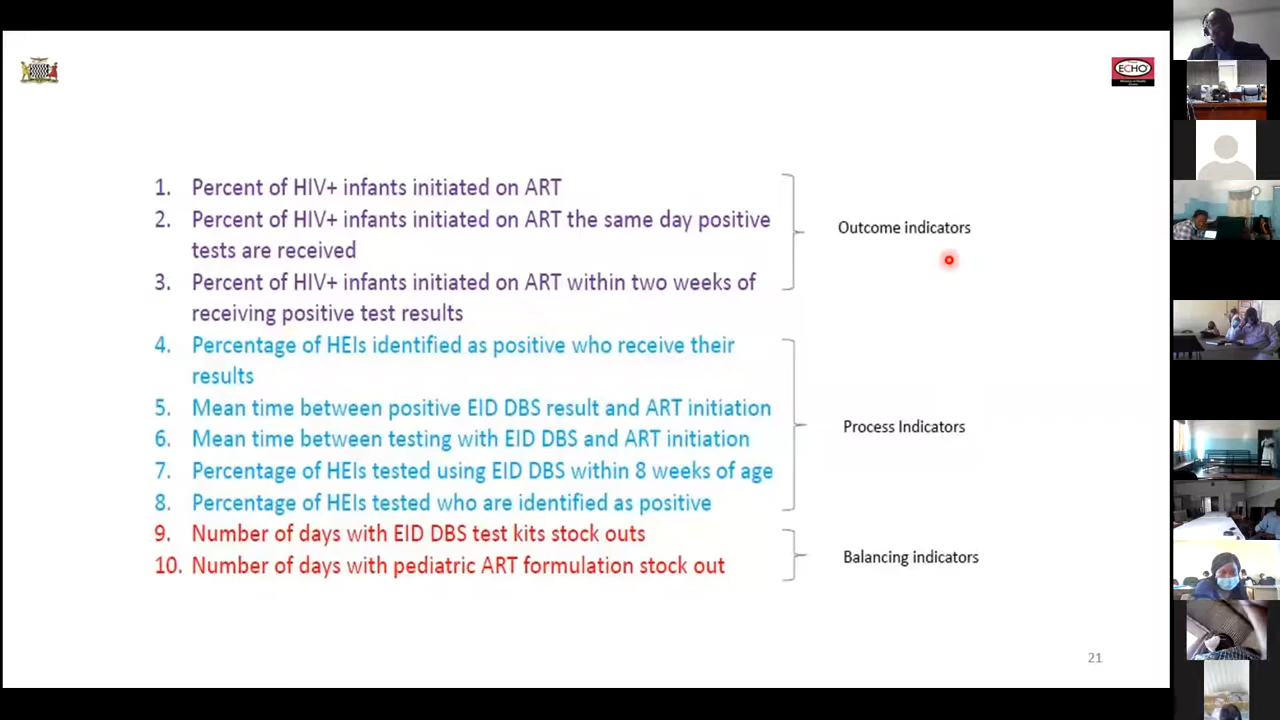 ECHO
1. Percent of HIV+ infants initiated on ART
2. Percent of HIV+ infants initiated on ART the same day positive
tests are received
3. Percent of HIV+ infants initiated on ART within two weeks of
receiving positive test results
Outcome indicators
4. Percentage of HEIs identified as positive who receive their
results
5. Mean time between positive EID DBS result and ART initiation
6. Mean time between testing with EID DBS and ART initiation
7. Percentage of HEIs tested using EID DBS within 8 weeks of age
8. Percentage of HEIs tested who are identified as positive
Process Indicators
9. Number of days with EID DBS test kits stock outs
10. Number of days with pediatric ART formulation stock out
Balancing indicators
21